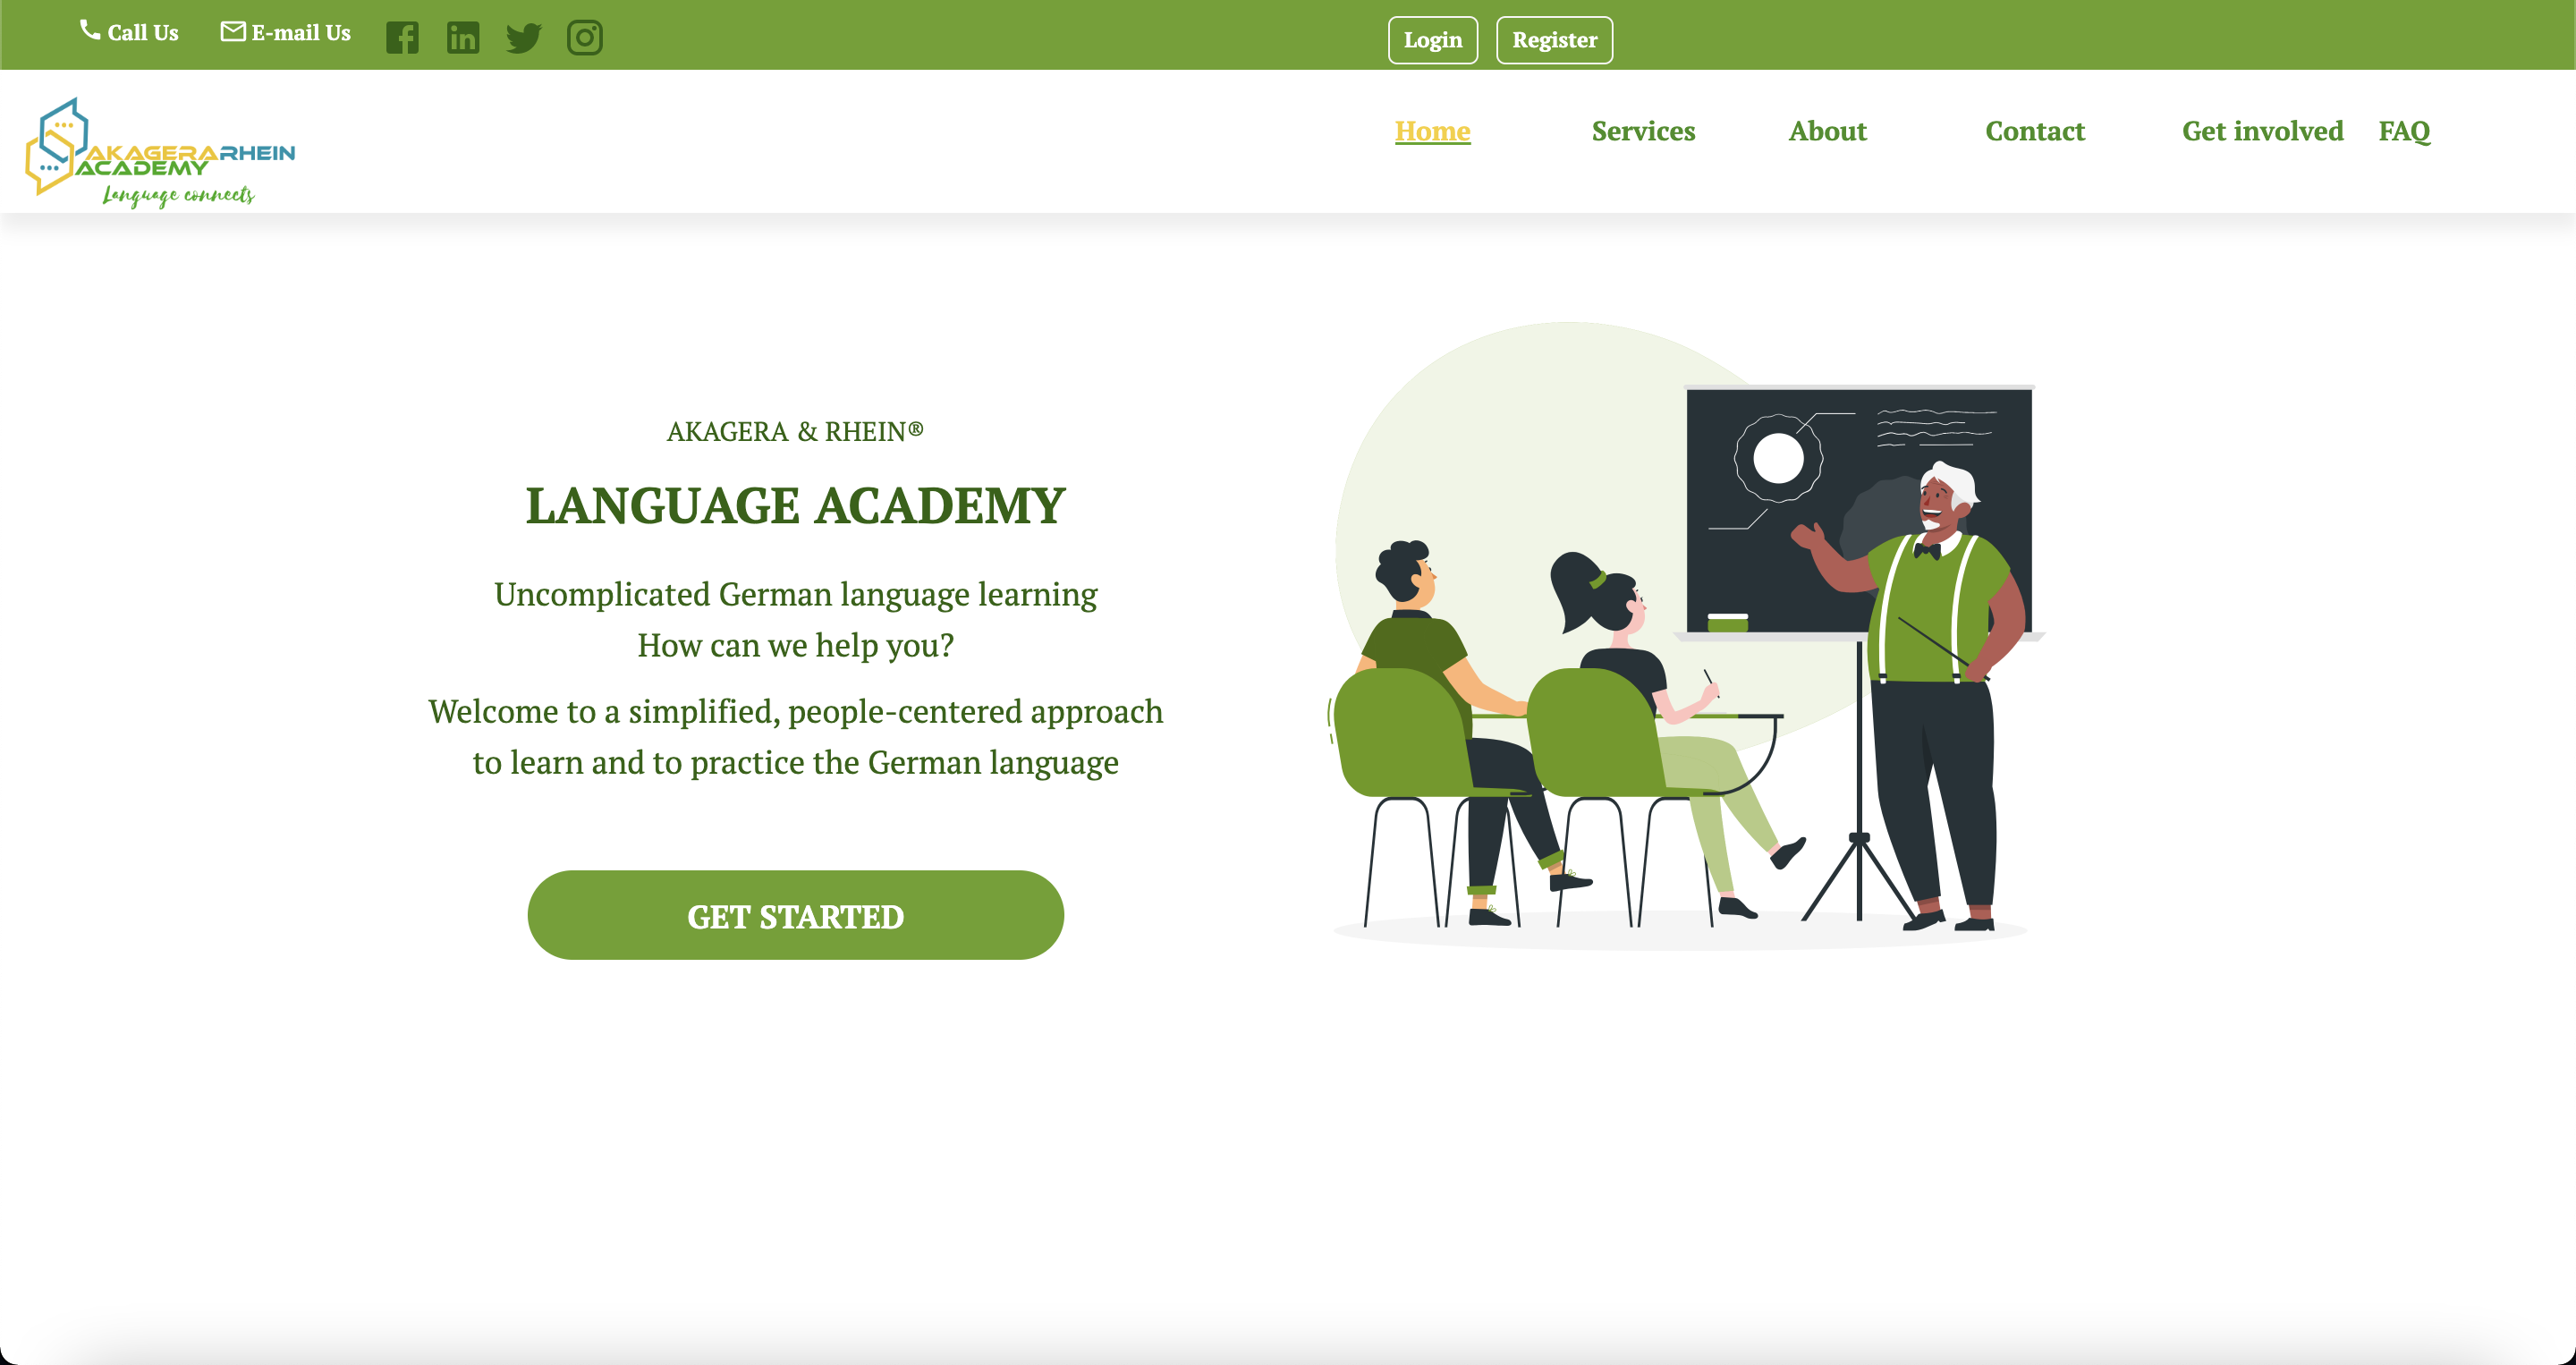 Call Us E-mail Us Login Register
AKAGERARHEIN
ACADEMY
Language connects
Home Services About Contact Get involved FAQ
AKAGERA & RHEIN®
LANGUAGE ACADEMY
Uncomplicated German language learning
How can we help you?
Welcome to a simplified, people-centered approach
to learn and to practice the German language
GET STARTED